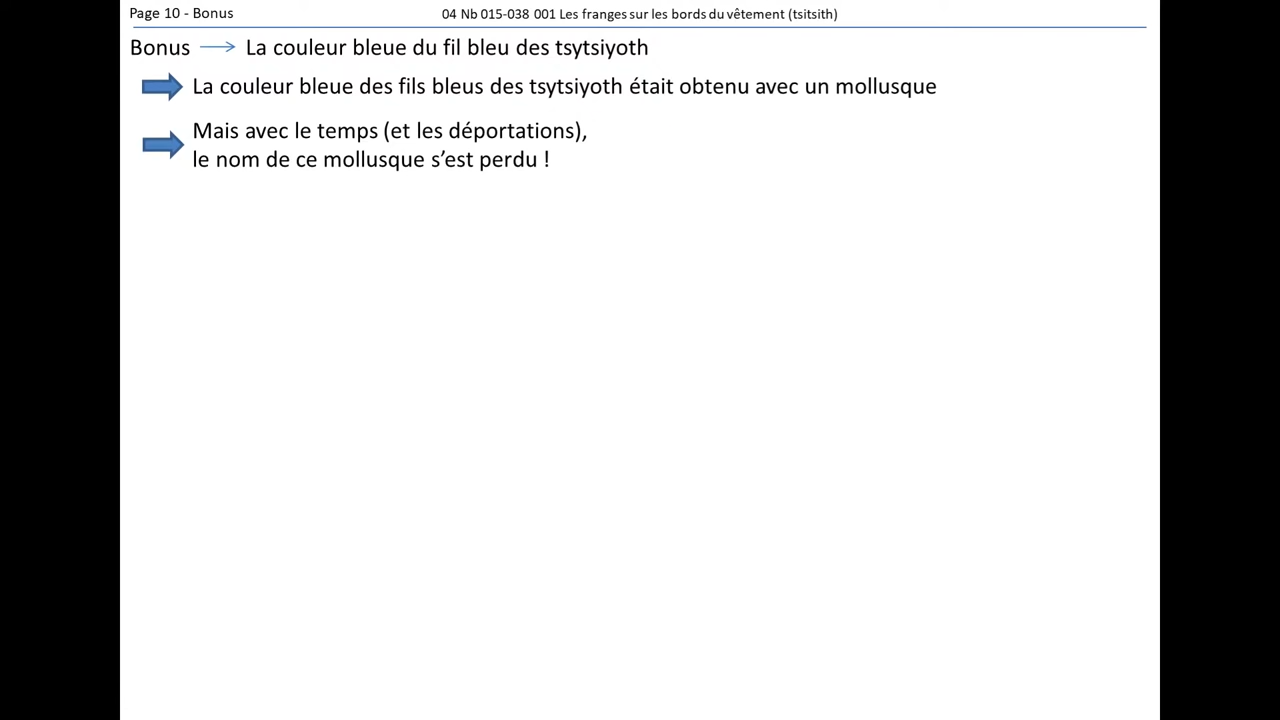 Page 10 - Bonus
04 Nb 015-038 001 Les franges sur les bords du vêtement (tsitsith)
Bonus → La couleur bleue du fil bleu des tsytsiyoth
La couleur bleue des fils bleus des tsytsiyoth était obtenu avec un mollusque
Mais avec le temps (et les déportations),
le nom de ce mollusque s'est perdu !